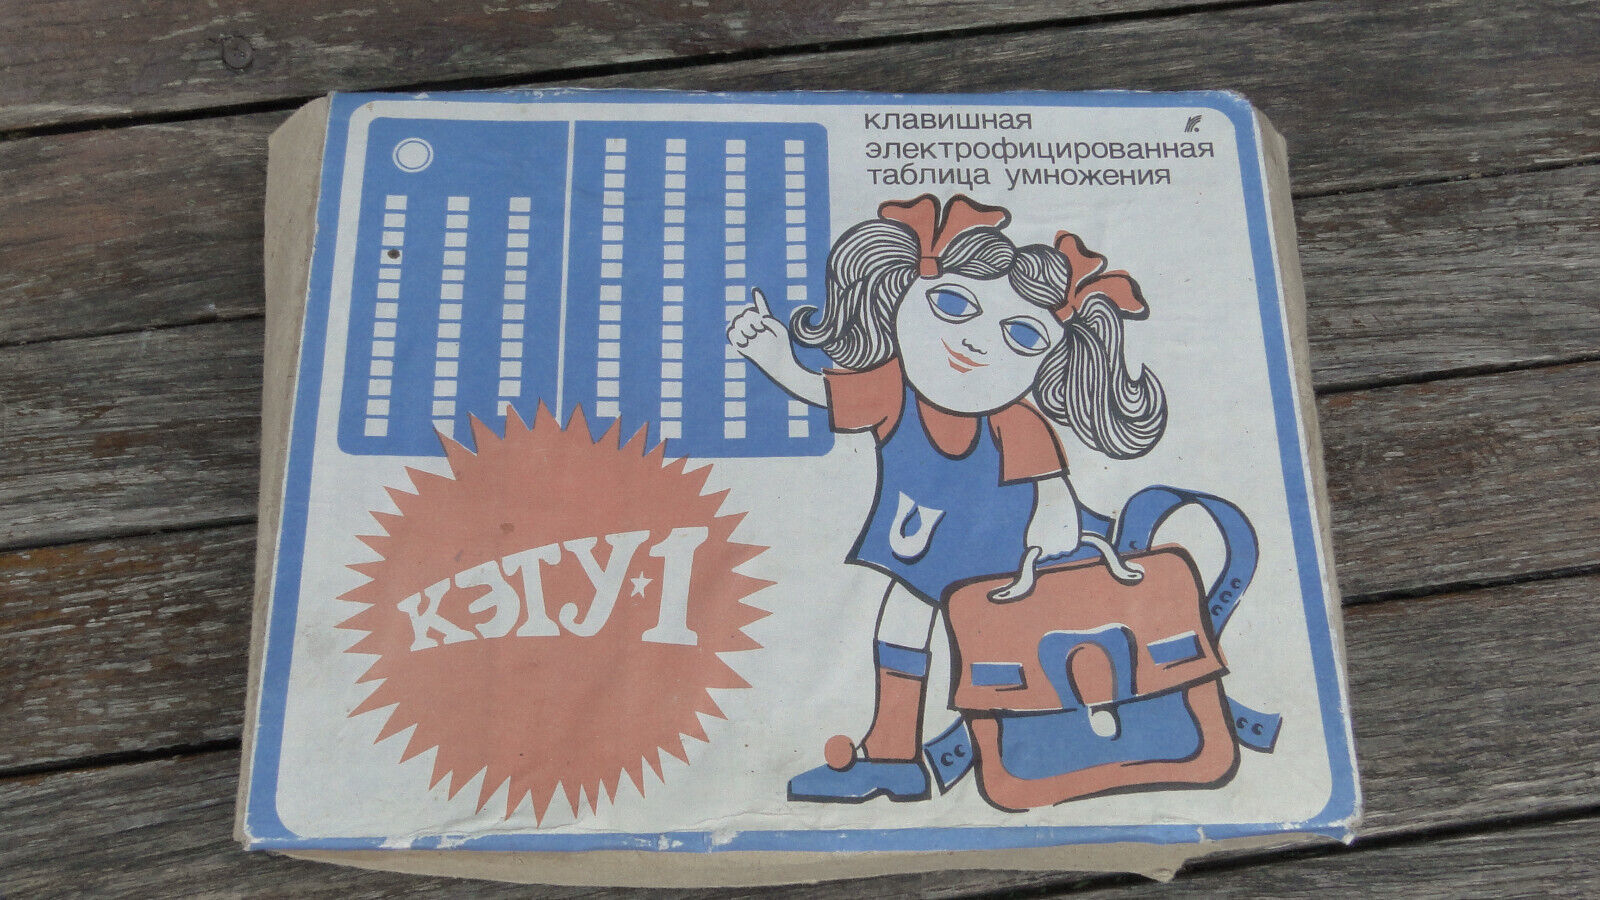 клавишная
электрофицированная
таблица умножения
КЭТУ★1